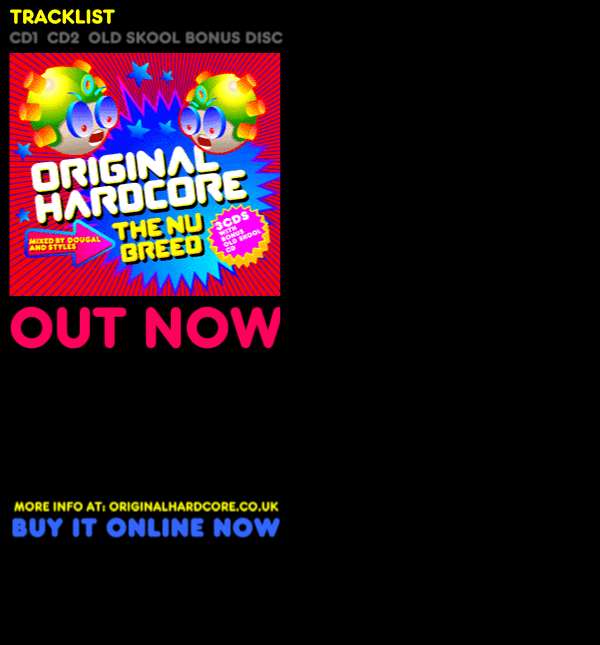 TRACKLIST
CD1 CD2 OLD SKOOL BONUS DISC
ORIGINAL
HARDCORE
THE NU
BREED
MIXED BY DOUGAL
AND STYLES
3CDS
WITH
BONUS
OLD SKOOL
CD
OUT NOW
MORE INFO AT: ORIGINALHARDCORE.CO.UK
BUY IT ONLINE NOW